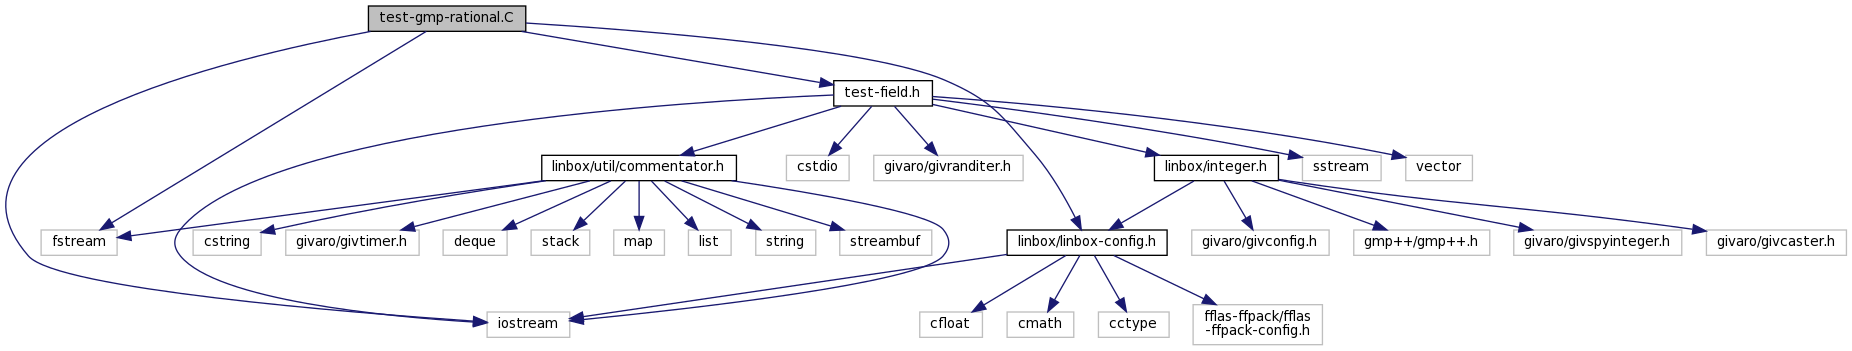 test-gmp-rational.C
test-field.h
linbox/util/commentator.h
cstdio
givaro/givranditer.h
linbox/integer.h
sstream
vector
fstream
cstring
givaro/givtimer.h
deque
stack
map
list
string
streambuf
linbox/linbox-config.h
givaro/givconfig.h
gmp++/gmp++.h
givaro/givspyinteger.h
givaro/givcaster.h
iostream
cfloat
cmath
cctype
fflas-ffpack/fflas
-ffpack-config.h